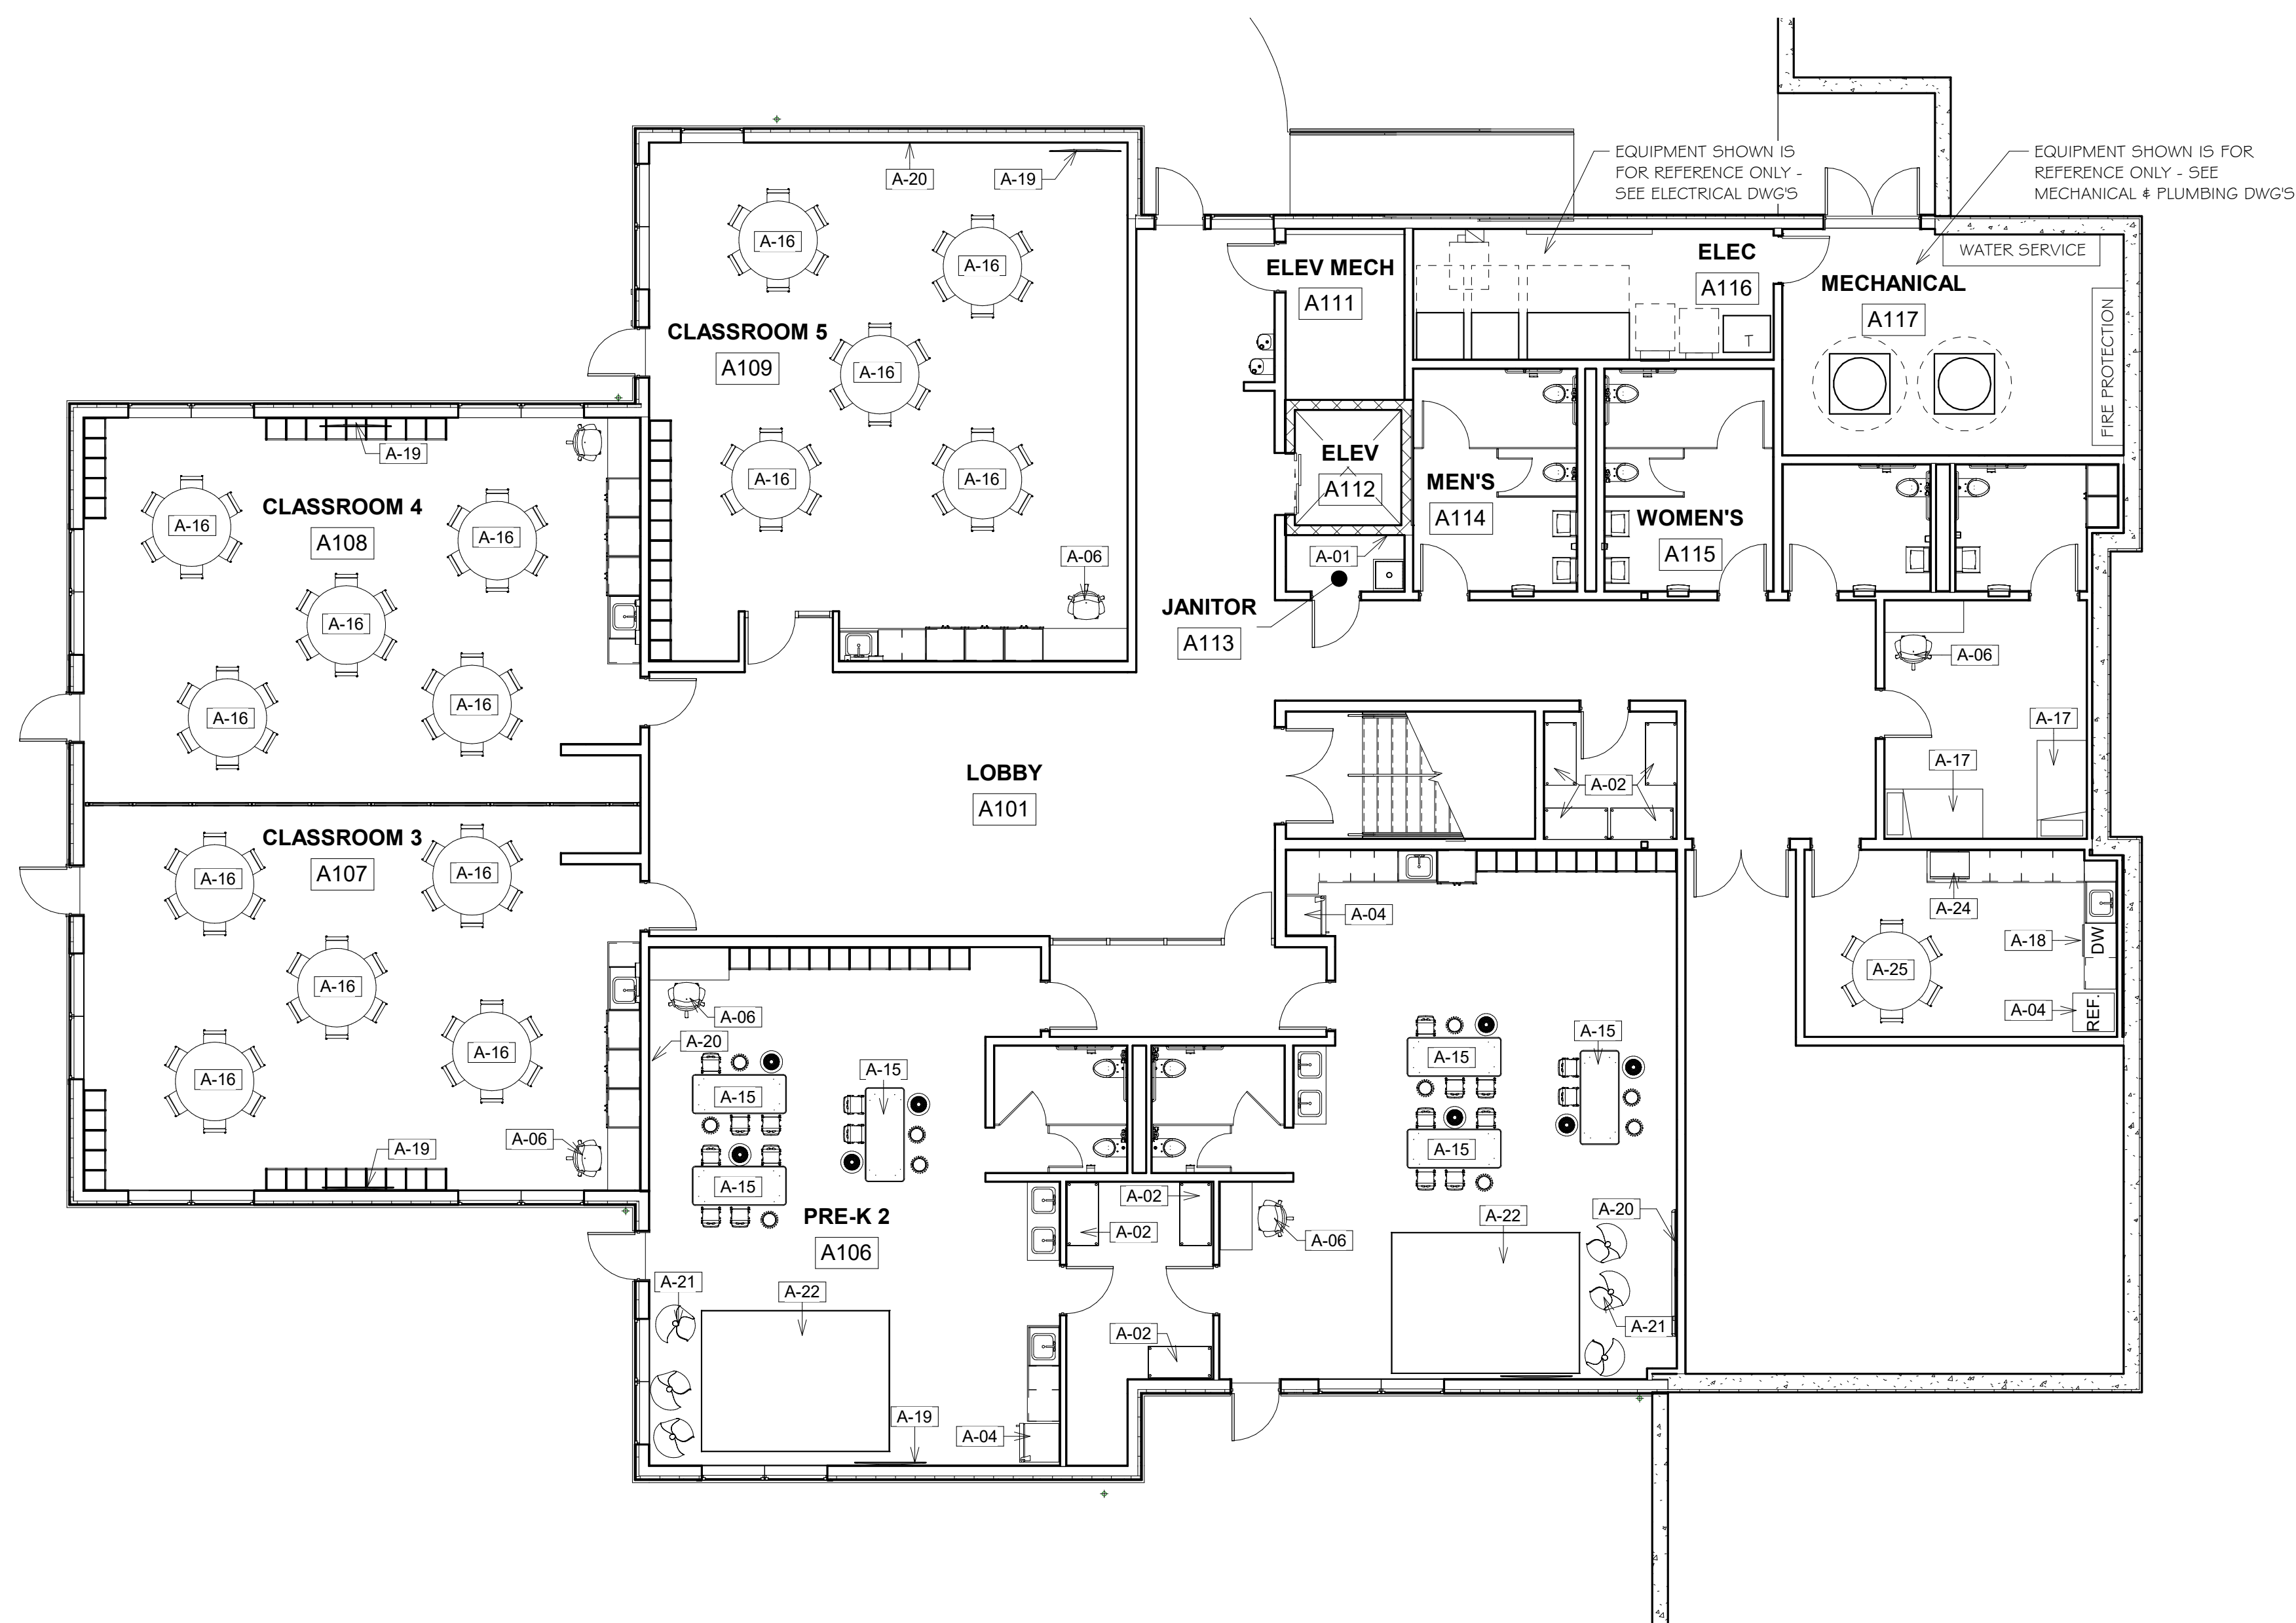 EQUIPMENT SHOWN IS
FOR REFERENCE ONLY -
SEE ELECTRICAL DWG'S
EQUIPMENT SHOWN IS FOR
REFERENCE ONLY - SEE
MECHANICAL & PLUMBING DWG'S
A-20
A-19
A-16
A-16
A-16
A-16
A-16
CLASSROOM 5
A109
A-06
ELEV MECH
A111
ELEC
A116
T
MECHANICAL
A117
WATER SERVICE
FIRE PROTECTION
A-19
CLASSROOM 4
A108
A-16
A-16
A-16
A-16
A-16
ELEV
A112
MEN'S
A114
WOMEN'S
A115
A-01
JANITOR
A113
A-06
A-17
A-17
LOBBY
A101
A-02
CLASSROOM 3
A107
A-16
A-16
A-16
A-16
A-16
A-19
A-06
A-04
A-24
A-18
DW
A-25
A-04
REF.
A-06
A-20
A-15
A-15
A-15
PRE-K 2
A106
A-21
A-22
A-19
A-04
A-02
A-02
A-02
A-15
A-15
A-15
A-06
A-22
A-20
A-21